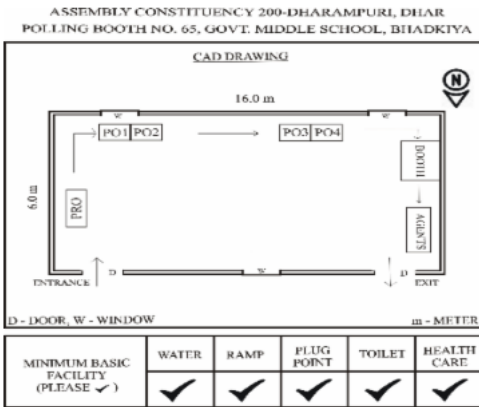 ASSEMBLY CONSTITUENCY 200-DHARAMPURI, DHAR
POLLING BOOTH NO. 65, GOVT. MIDDLE SCHOOL, BHADKIYA
CAD DRAWING
N
16.0 m
W
W
PO1 PO2
PO3 PO4
BOOTH
6.0 m
PRO
AGENTS
ENTRANCE
D
W
D
EXIT
D - DOOR, W - WINDOW
m - METER
MINIMUM BASIC
FACILITY
(PLEASE ✓)
WATER
RAMP
PLUG
POINT
TOILET
HEALTH
CARE
✓ ✓ ✓ ✓ ✓